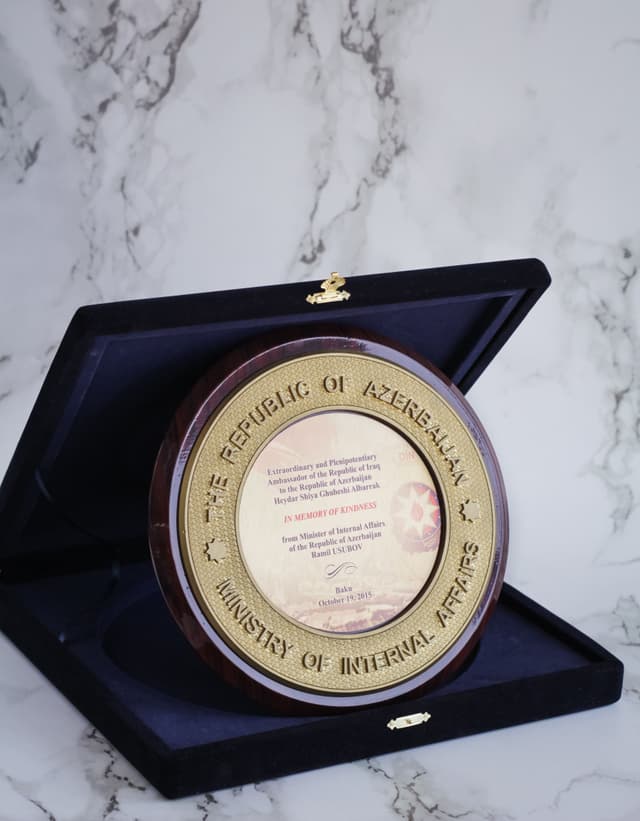 THE REPUBLIC OF AZERBAIJAN
Extraordinary and Plenipotentiary
Ambassador of the Republic of Iraq
to the Republic of Azerbaijan
Heydar Shiya Ghubeshi Albarrak
IN MEMORY OF KINDNESS
from Minister of Internal Affairs
of the Republic of Azerbaijan
Ramil USUBOV
Baku
October 19, 2015
MINISTRY OF INTERNAL AFFAIRS